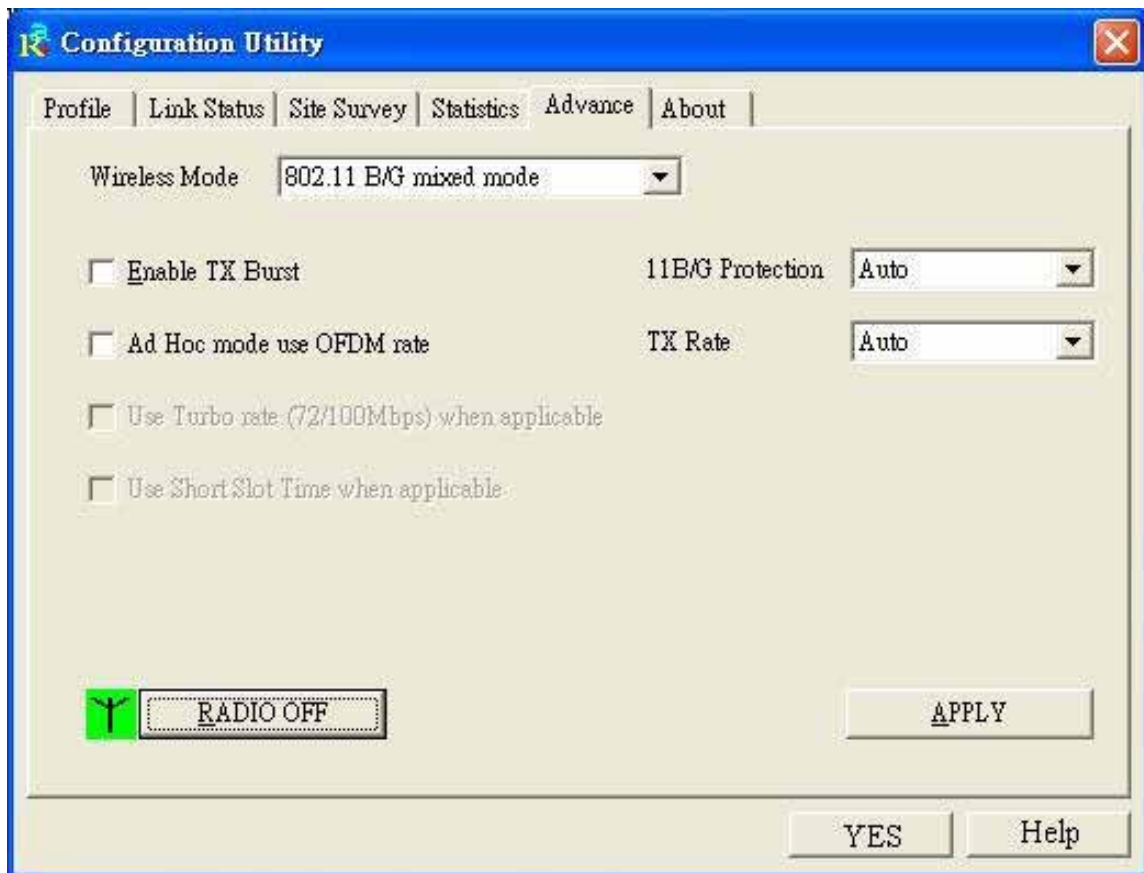 Configuration Utility
Profile Link Status Site Survey Statistics Advance About
Wireless Mode 802.11 B/G mixed mode
Enable TX Burst 11B/G Protection Auto
Ad Hoc mode use OFDM rate TX Rate Auto
Use Turbo rate (72/100Mbps) when applicable
Use Short Slot Time when applicable
RADIO OFF APPLY
YES Help